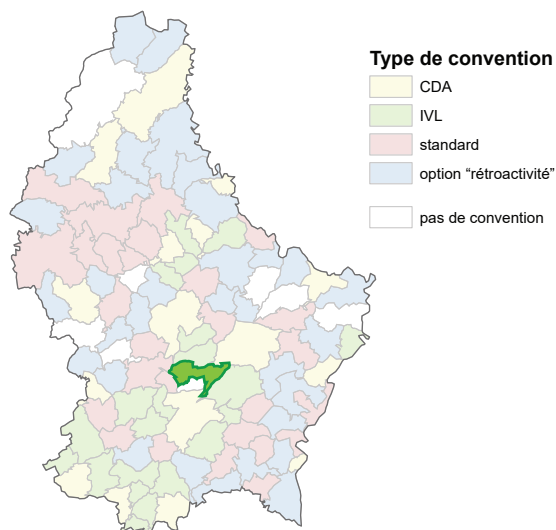 Type de convention
CDA
IVL
standard
option “rétroactivité”
pas de convention